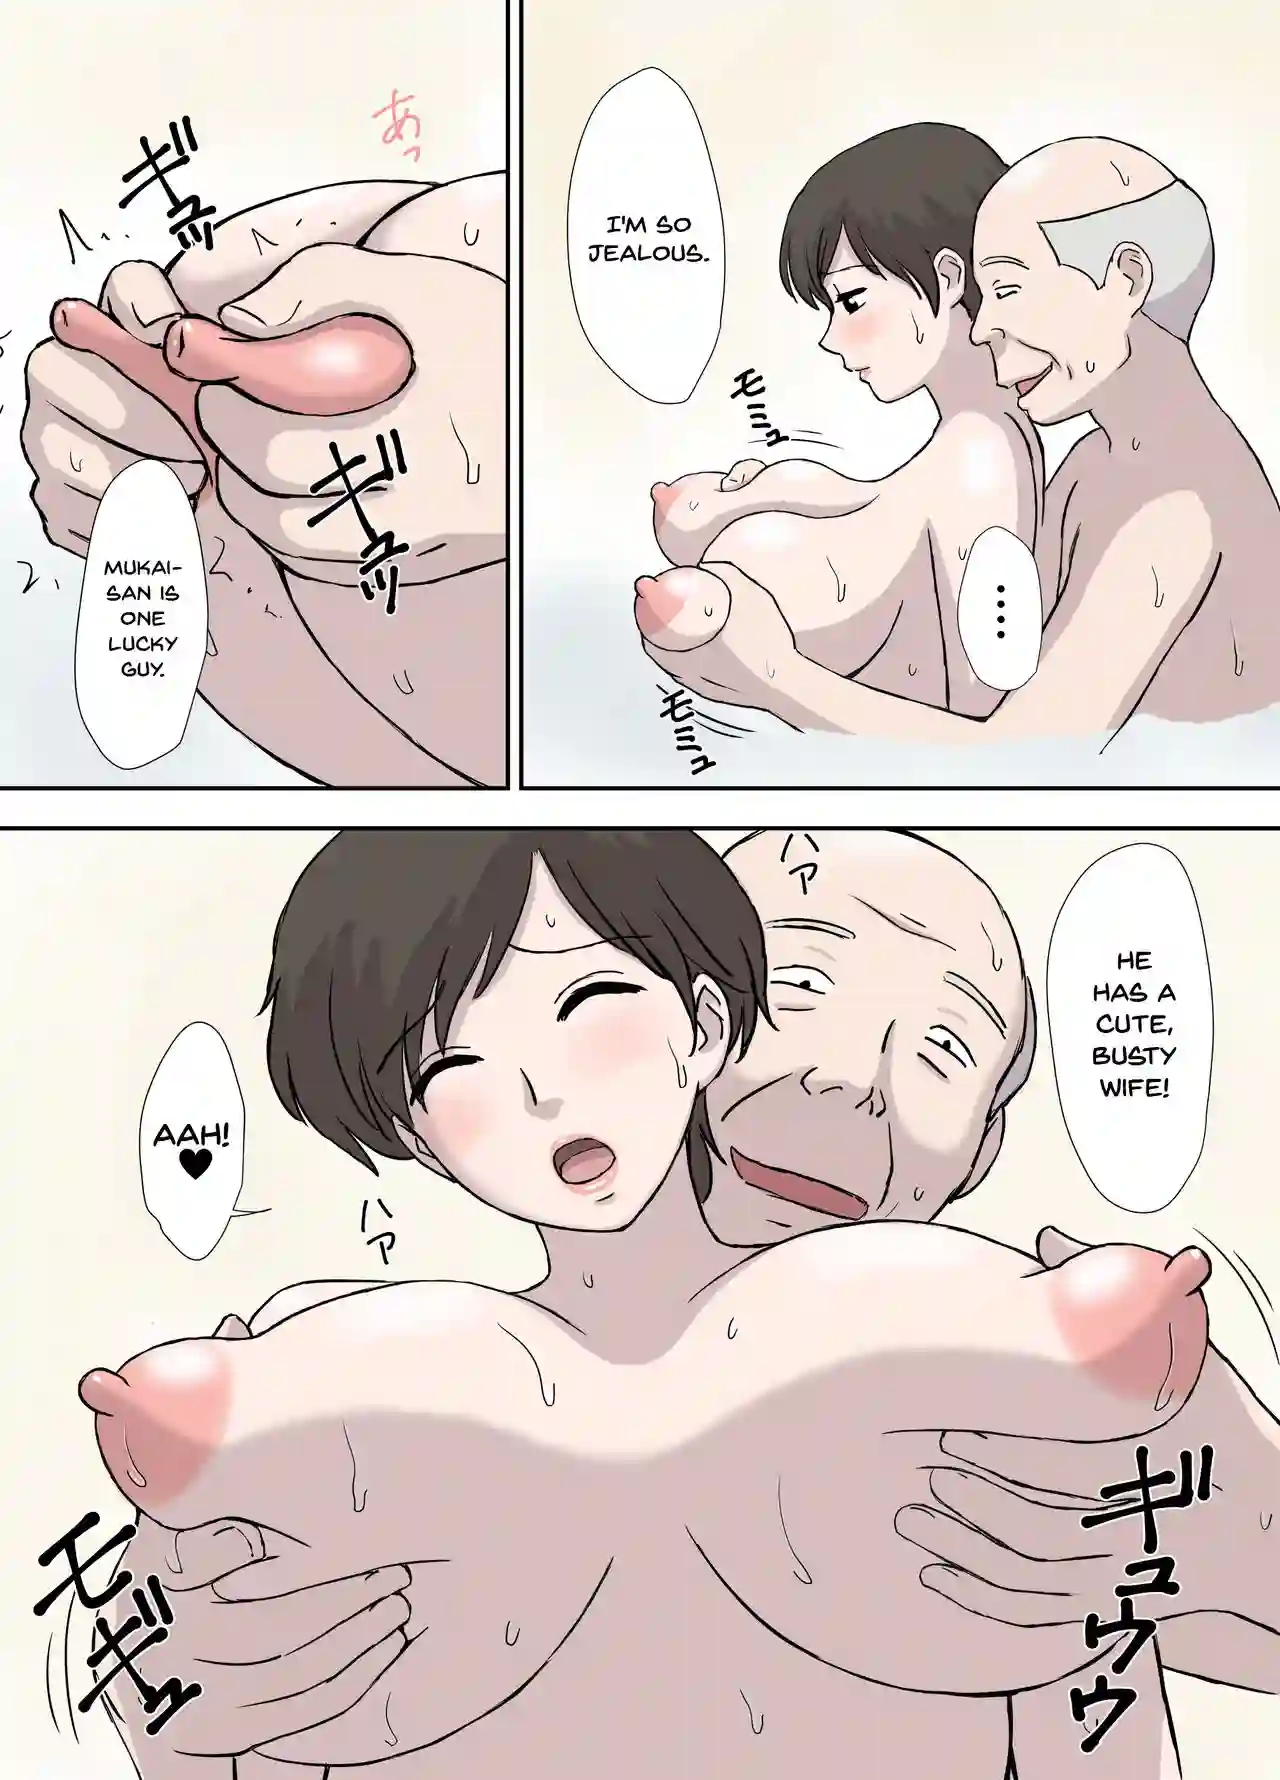 I'M SO
JEALOUS.
モミュ
・・・・
モミュ
あっ
ギュッ
ギュッ
MUKAI-
SAN IS
ONE
LUCKY
GUY.
ハァ
HE
HAS A
CUTE,
BUSTY
WIFE!
AAH!
♥
ハァ
ギュウウ
モギュ